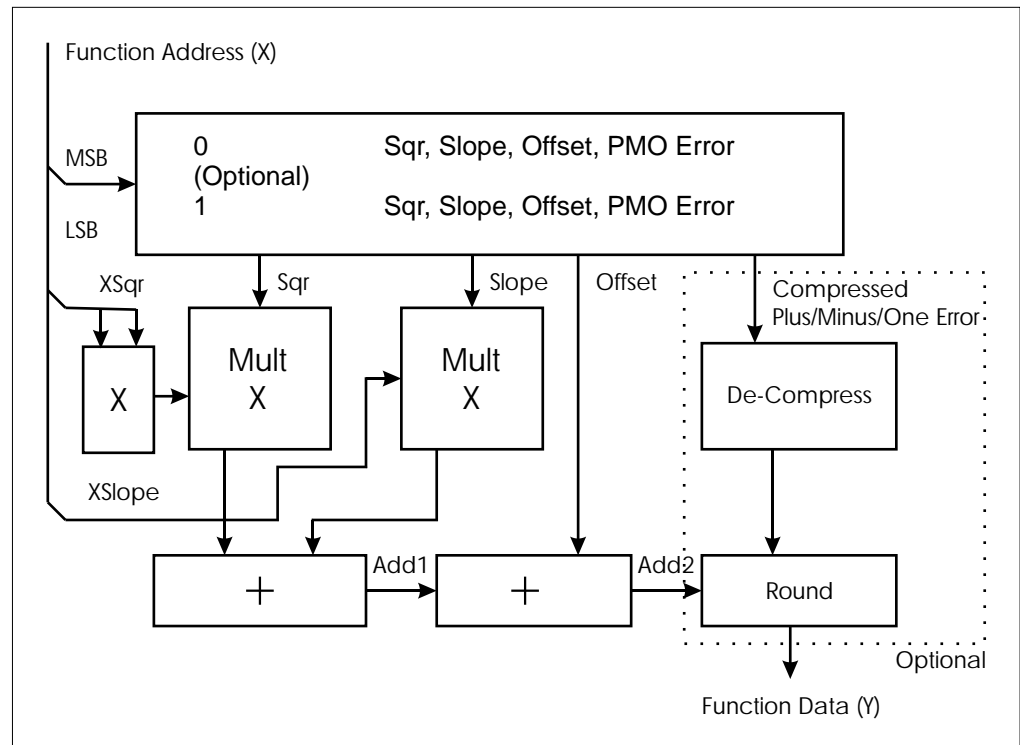 Function Address (X)
MSB
0 Sqr, Slope, Offset, PMO Error
(Optional)
1 Sqr, Slope, Offset, PMO Error
LSB
XSqr
Sqr
Slope
Offset
Compressed
Plus/Minus/One Error
X
Mult
X
Mult
X
De-Compress
XSlope
+
Add1
+
Add2
Round
Optional
Function Data (Y)